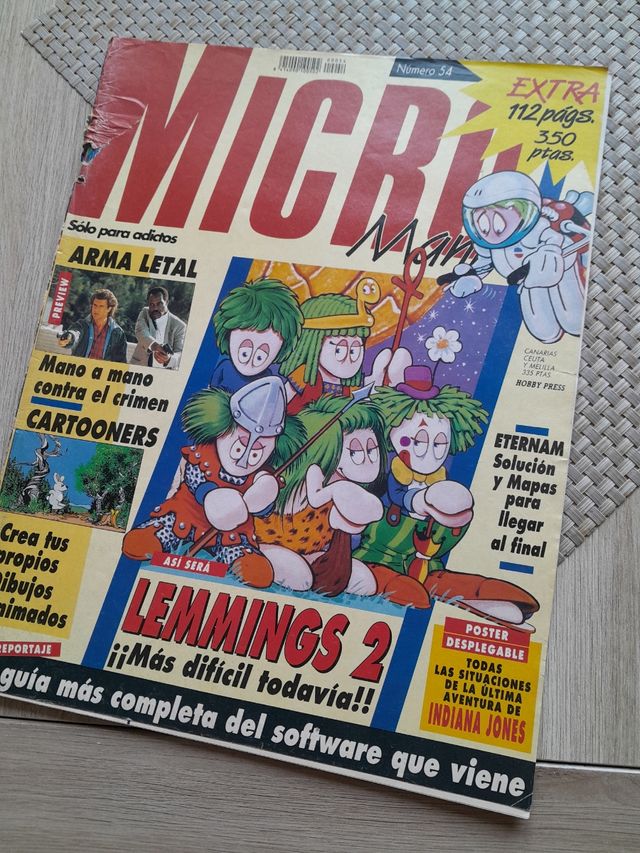 Número 54
MICRO
Manía
EXTRA
112 págs.
350
ptas.
Sólo para adictos
ARMA LETAL
PREVIEW
Mano a mano
contra el crimen
CARTOONERS
Crea tus
propios
dibujos
animados
REPORTAJE
CANARIAS
CEUTA
Y MELILLA
335 PTAS.
HOBBY PRESS
ETERNAM
Solución
y Mapas
para
llegar
al final
ASÍ SERÁ
LEMMINGS 2
¡¡Más difícil todavía!!
POSTER
DESPLEGABLE
TODAS
LAS SITUACIONES
DE LA ÚLTIMA
AVENTURA DE
INDIANA JONES
guía más completa del software que viene